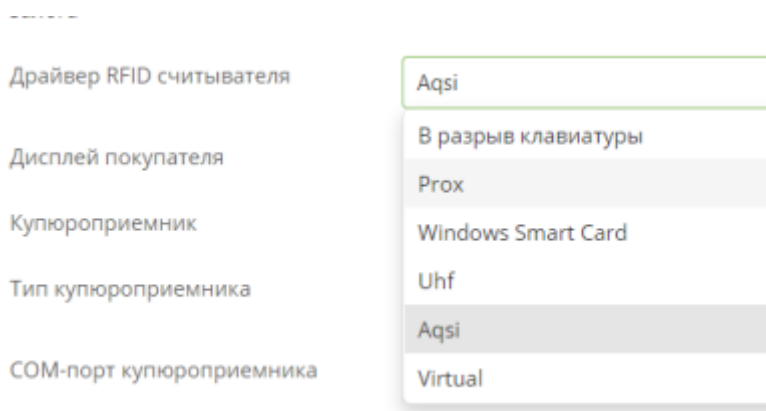 Драйвер RFID считывателя
Aqsi
В разрыв клавиатуры
Дисплей покупателя
Prox
Купюроприемник
Windows Smart Card
Uhf
Тип купюроприемника
Aqsi
COM-порт купюроприемника
Virtual